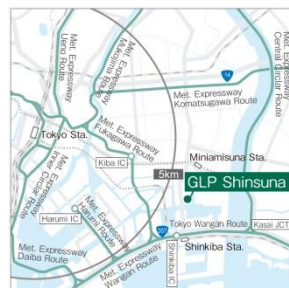 Met. Expressway
Ueno Route
Met. Expressway
Mukojima Route
Met. Expressway
Central Circular Route
14
Met. Expressway
Komatsugawa Route
Tokyo Sta.
Met. Expressway
Fukagawa Route
Kiba IC
Miniamisuna Sta.
5km
GLP Shinsuna
Met. Expressway
Inner Circular Route
Harumi IC
Met. Expressway
Harumi Route
Tokyo Wangan Route
Kasai JCT
357
Shinkiba Sta.
Shinkiba IC
Met. Expressway
Daiba Route
Met. Expressway
Wangan Route